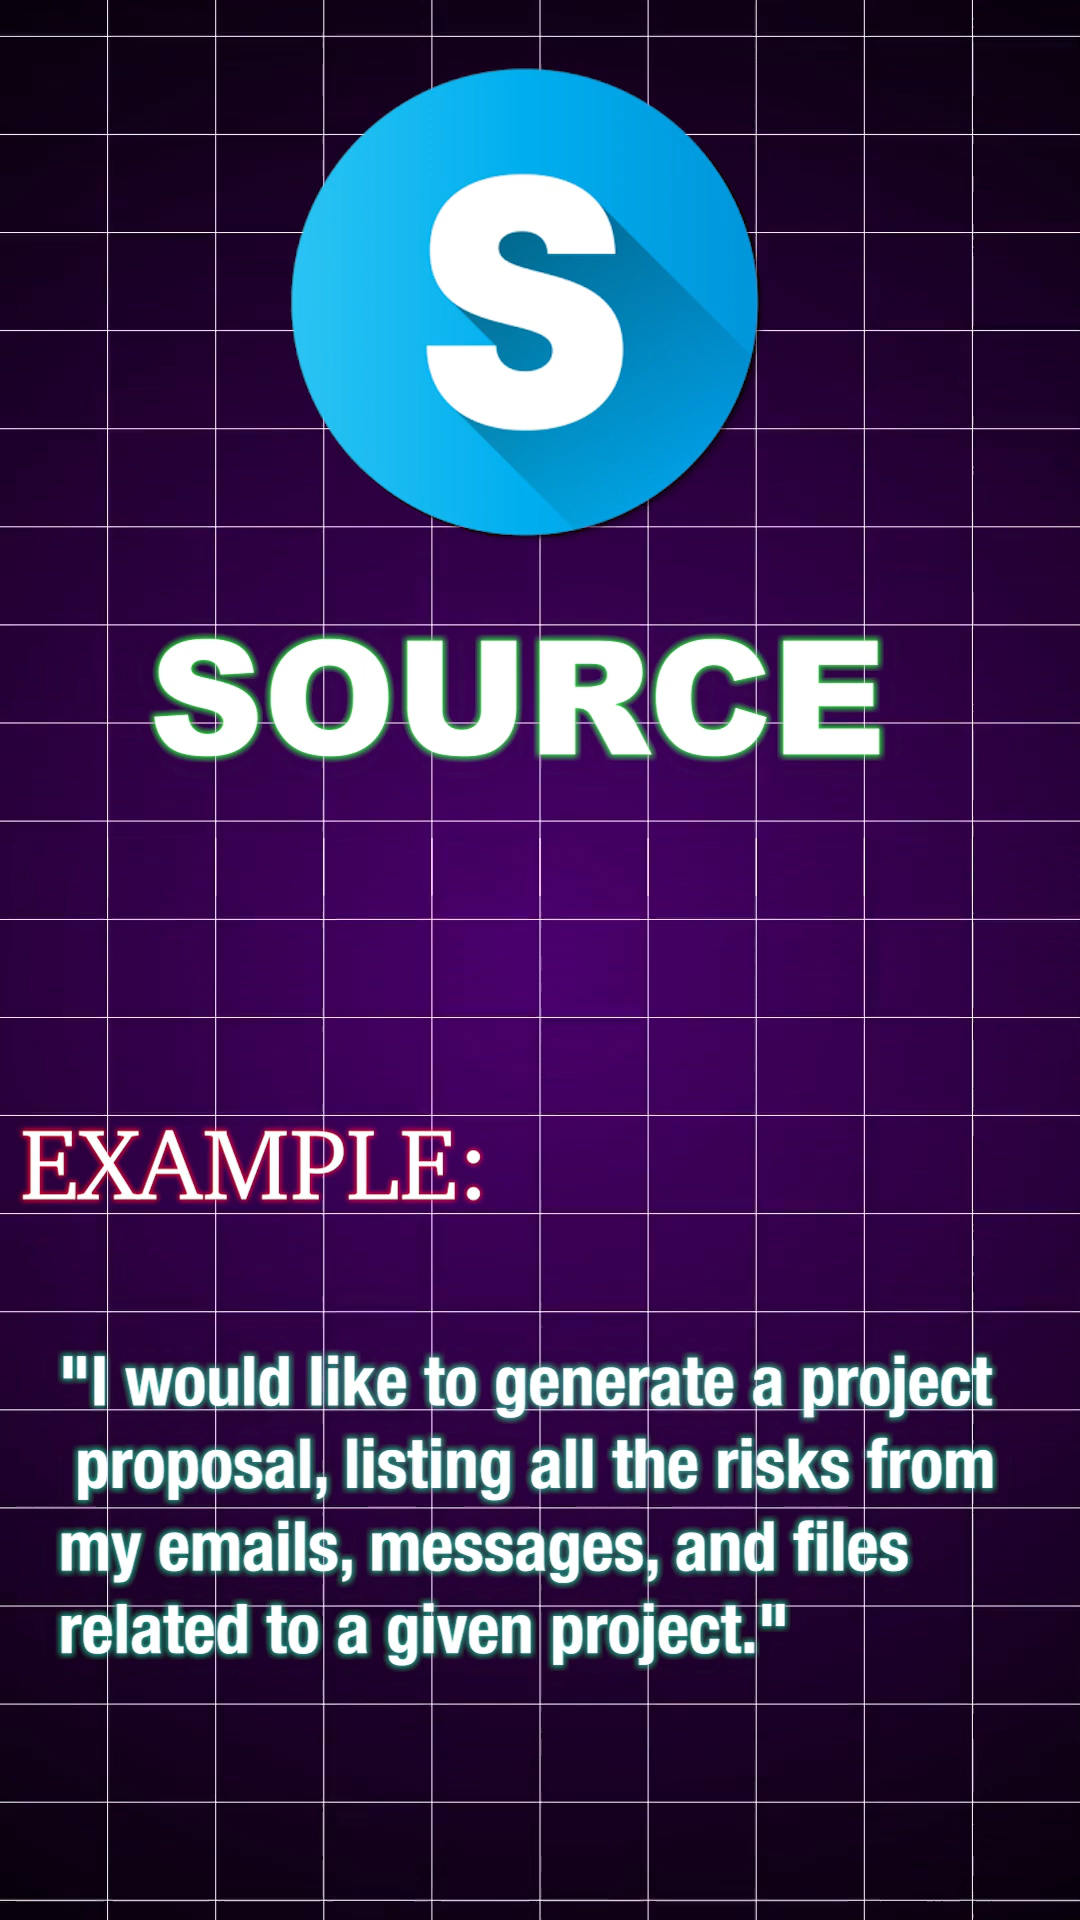 S
SOURCE
EXAMPLE:
"I would like to generate a project
proposal, listing all the risks from
my emails, messages, and files
related to a given project."